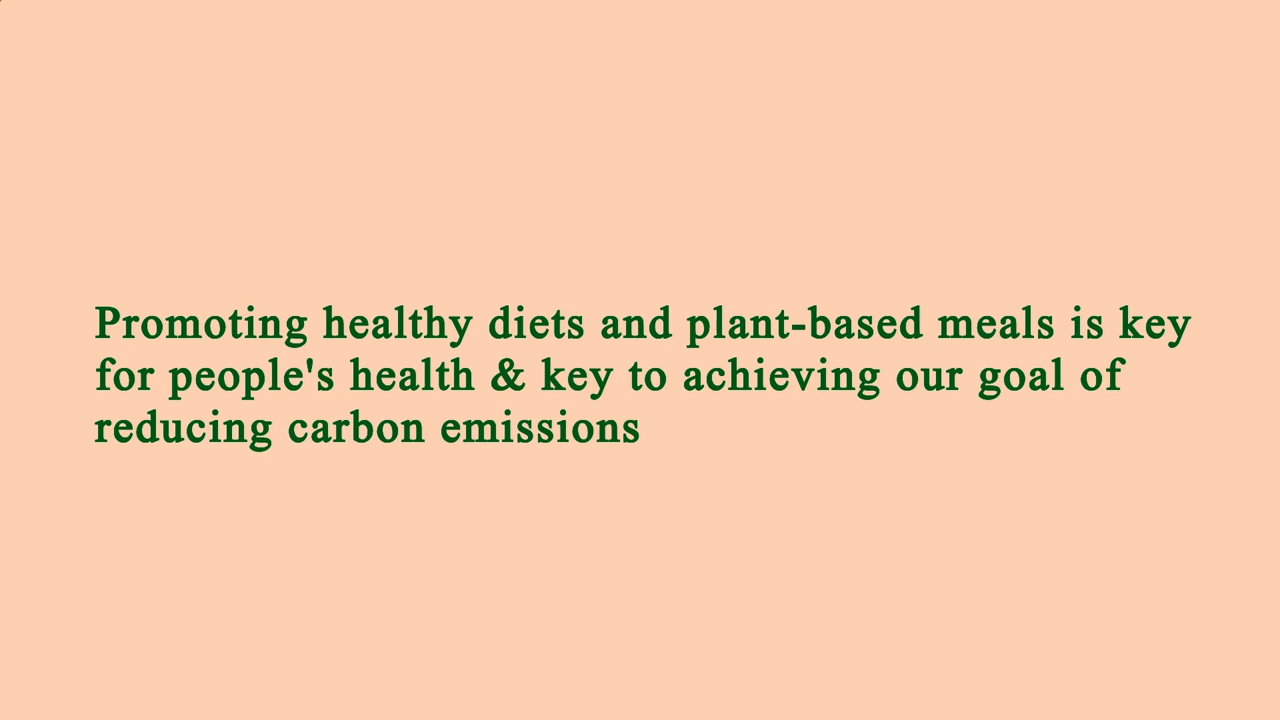 Promoting healthy diets and plant-based meals is key
for people's health & key to achieving our goal of
reducing carbon emissions